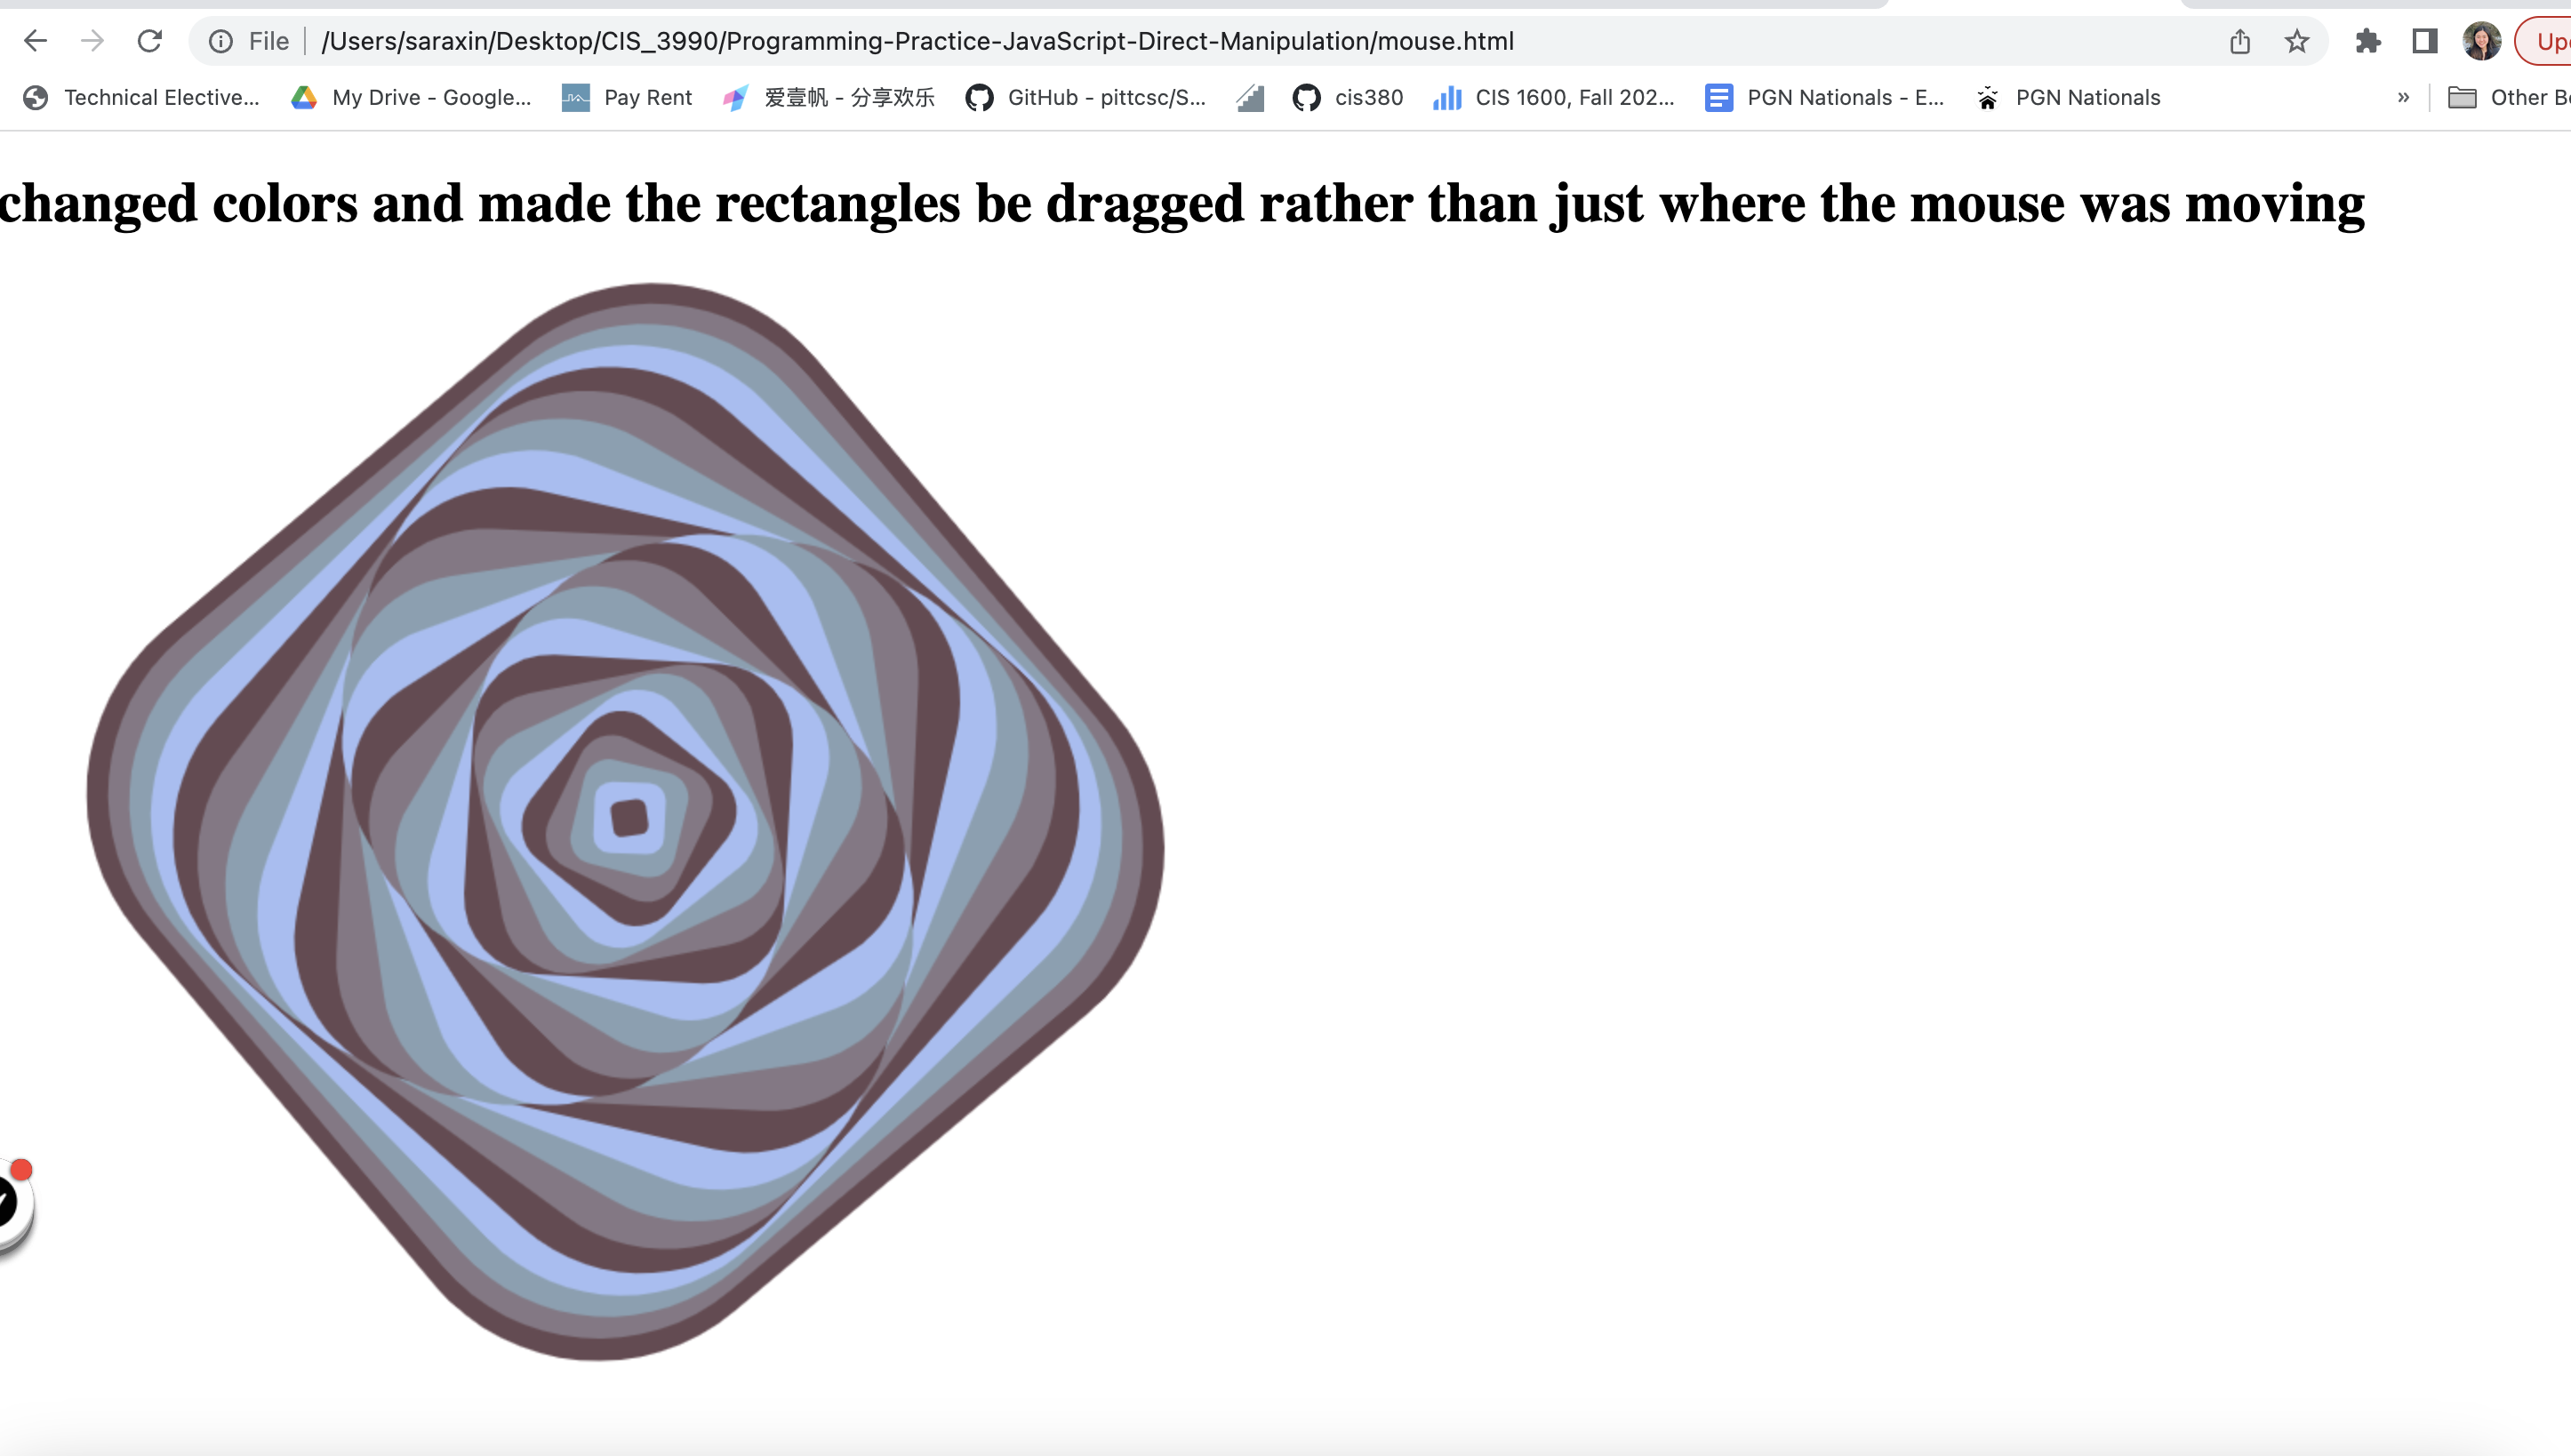 File /Users/saraxin/Desktop/CIS_3990/Programming-Practice-JavaScript-Direct-Manipulation/mouse.html Up
Technical Elective... My Drive - Google... Pay Rent 爱壹帆 - 分享欢乐 GitHub - pittcsc/S... cis380 CIS 1600, Fall 202... PGN Nationals - E... PGN Nationals » Other B
changed colors and made the rectangles be dragged rather than just where the mouse was moving